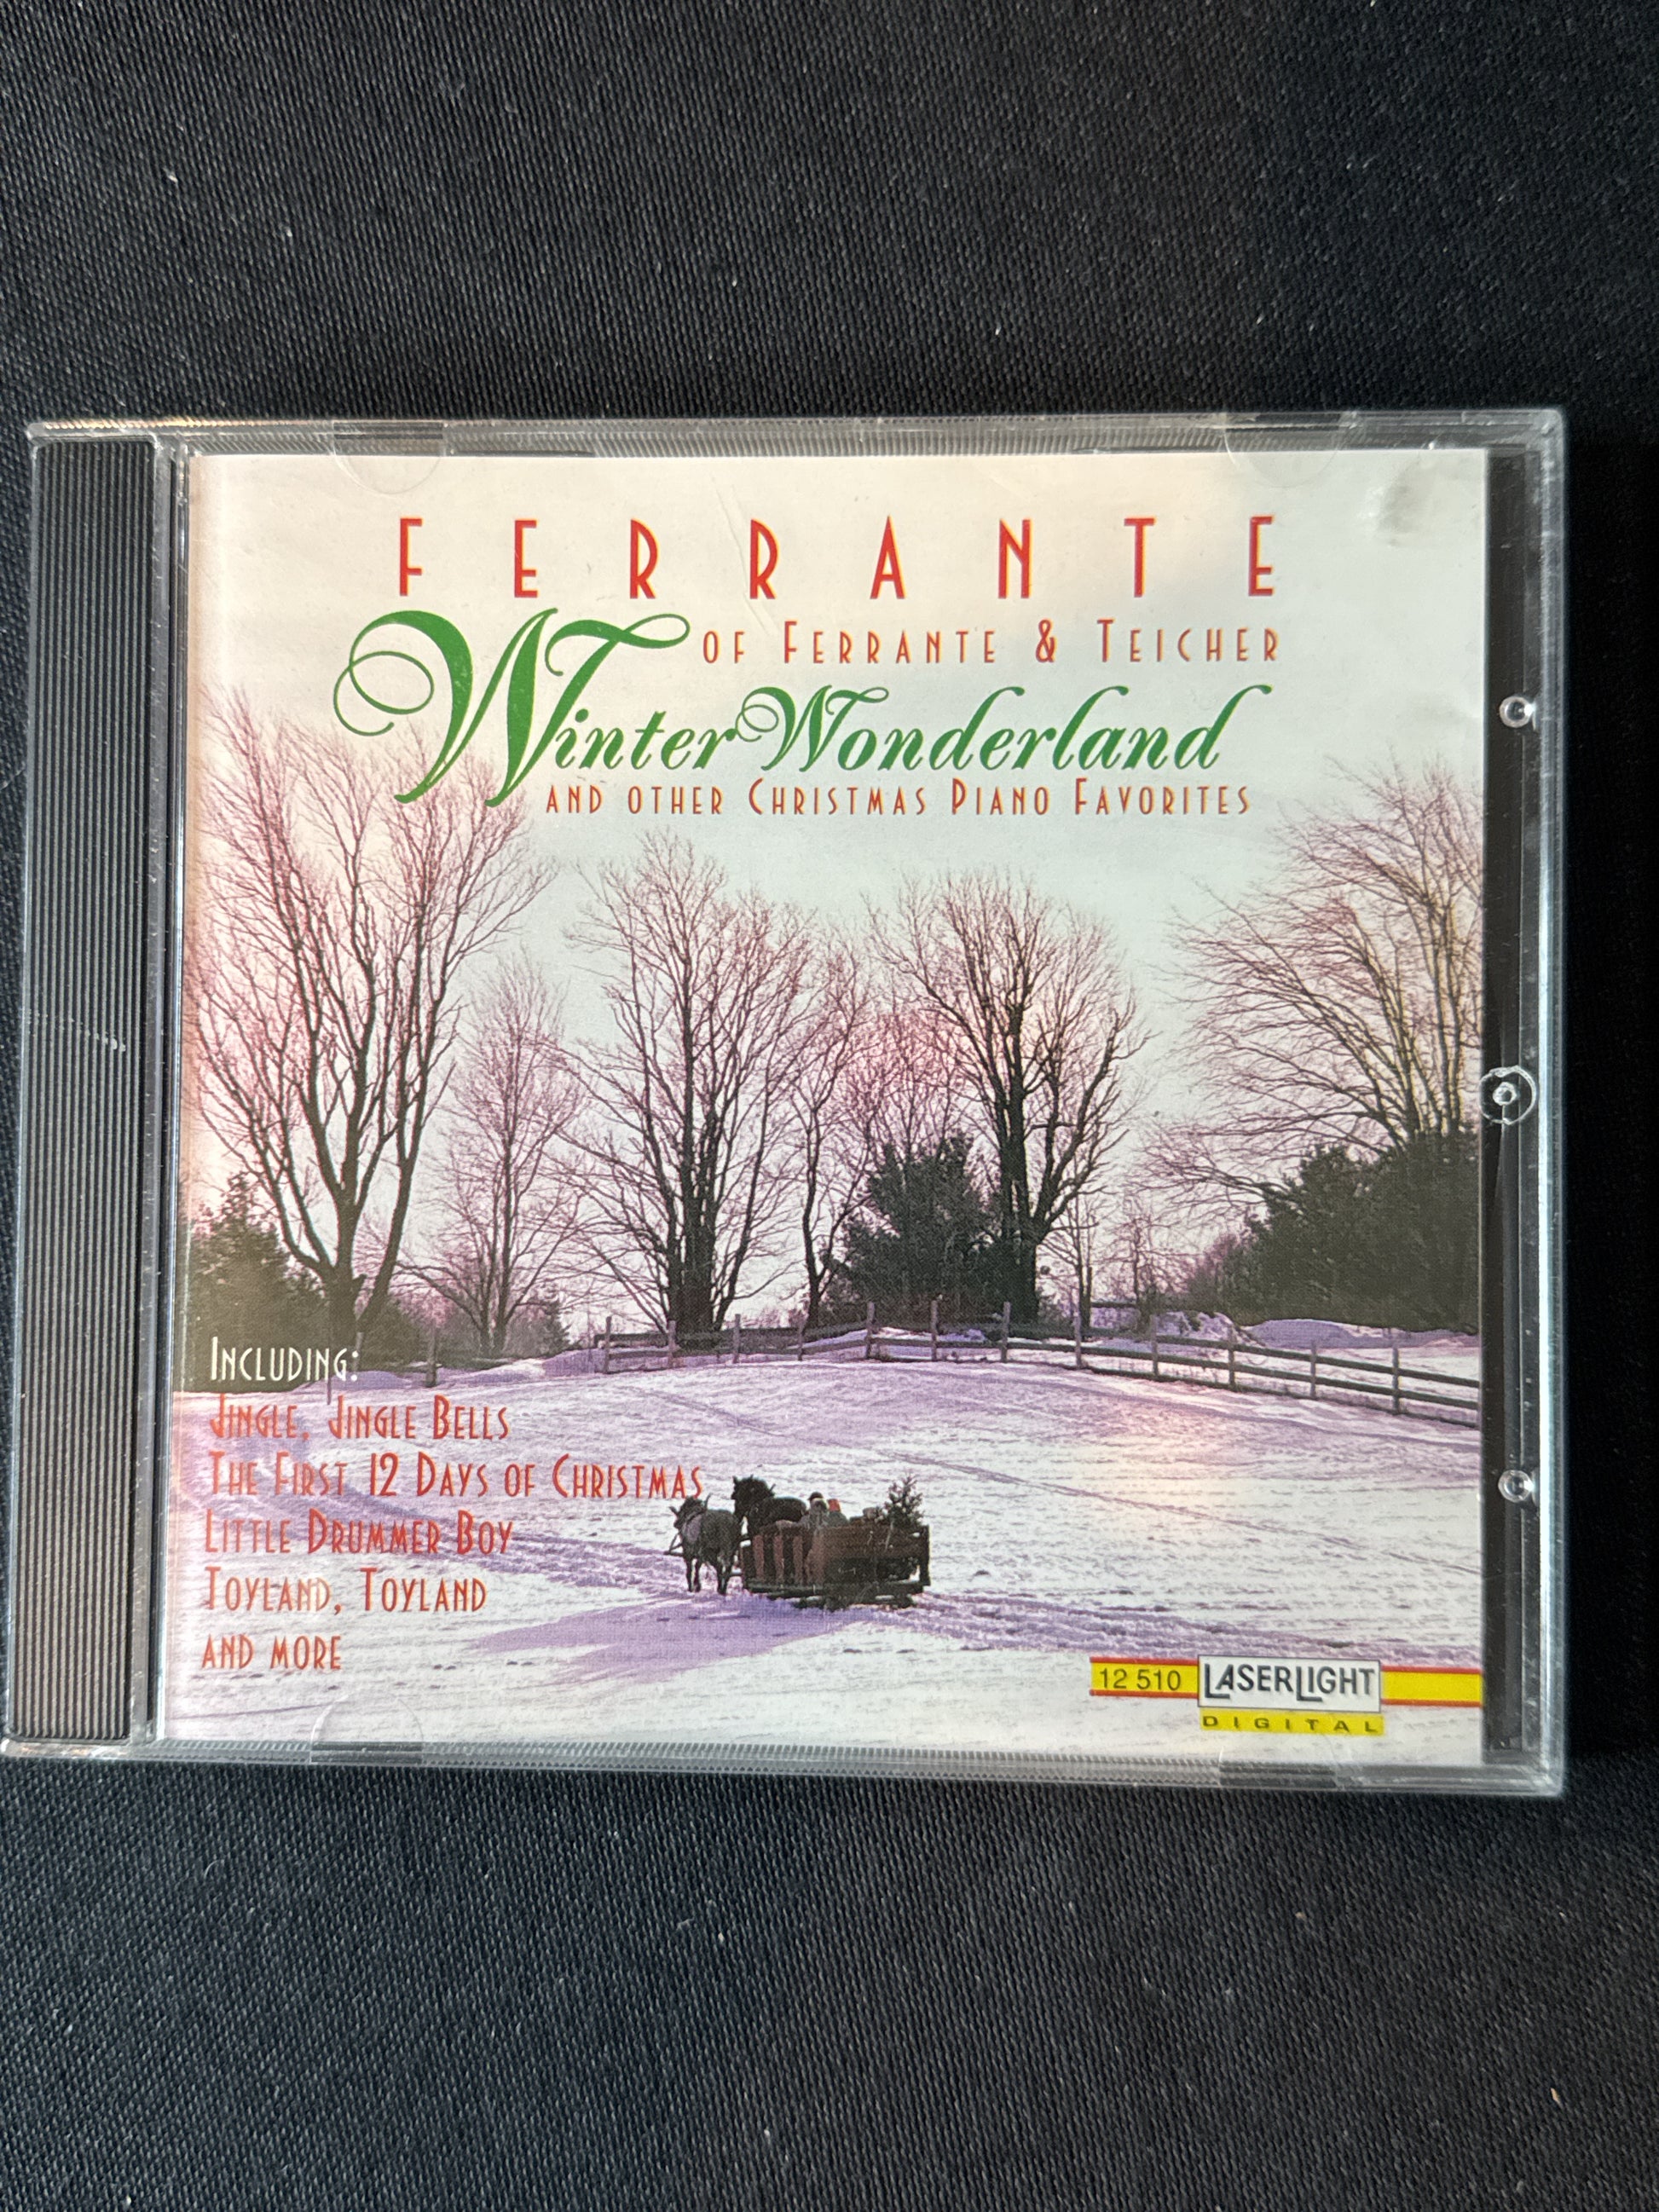 FERRANTE
OF FERRANTE & TEICHER
Winter Wonderland
AND OTHER CHRISTMAS PIANO FAVORITES
INCLUDING:
JINGLE, JINGLE BELLS
THE FIRST 12 DAYS OF CHRISTMAS
LITTLE DRUMMER BOY
TOYLAND, TOYLAND
AND MORE
12 510 LASERLIGHT
DIGITAL